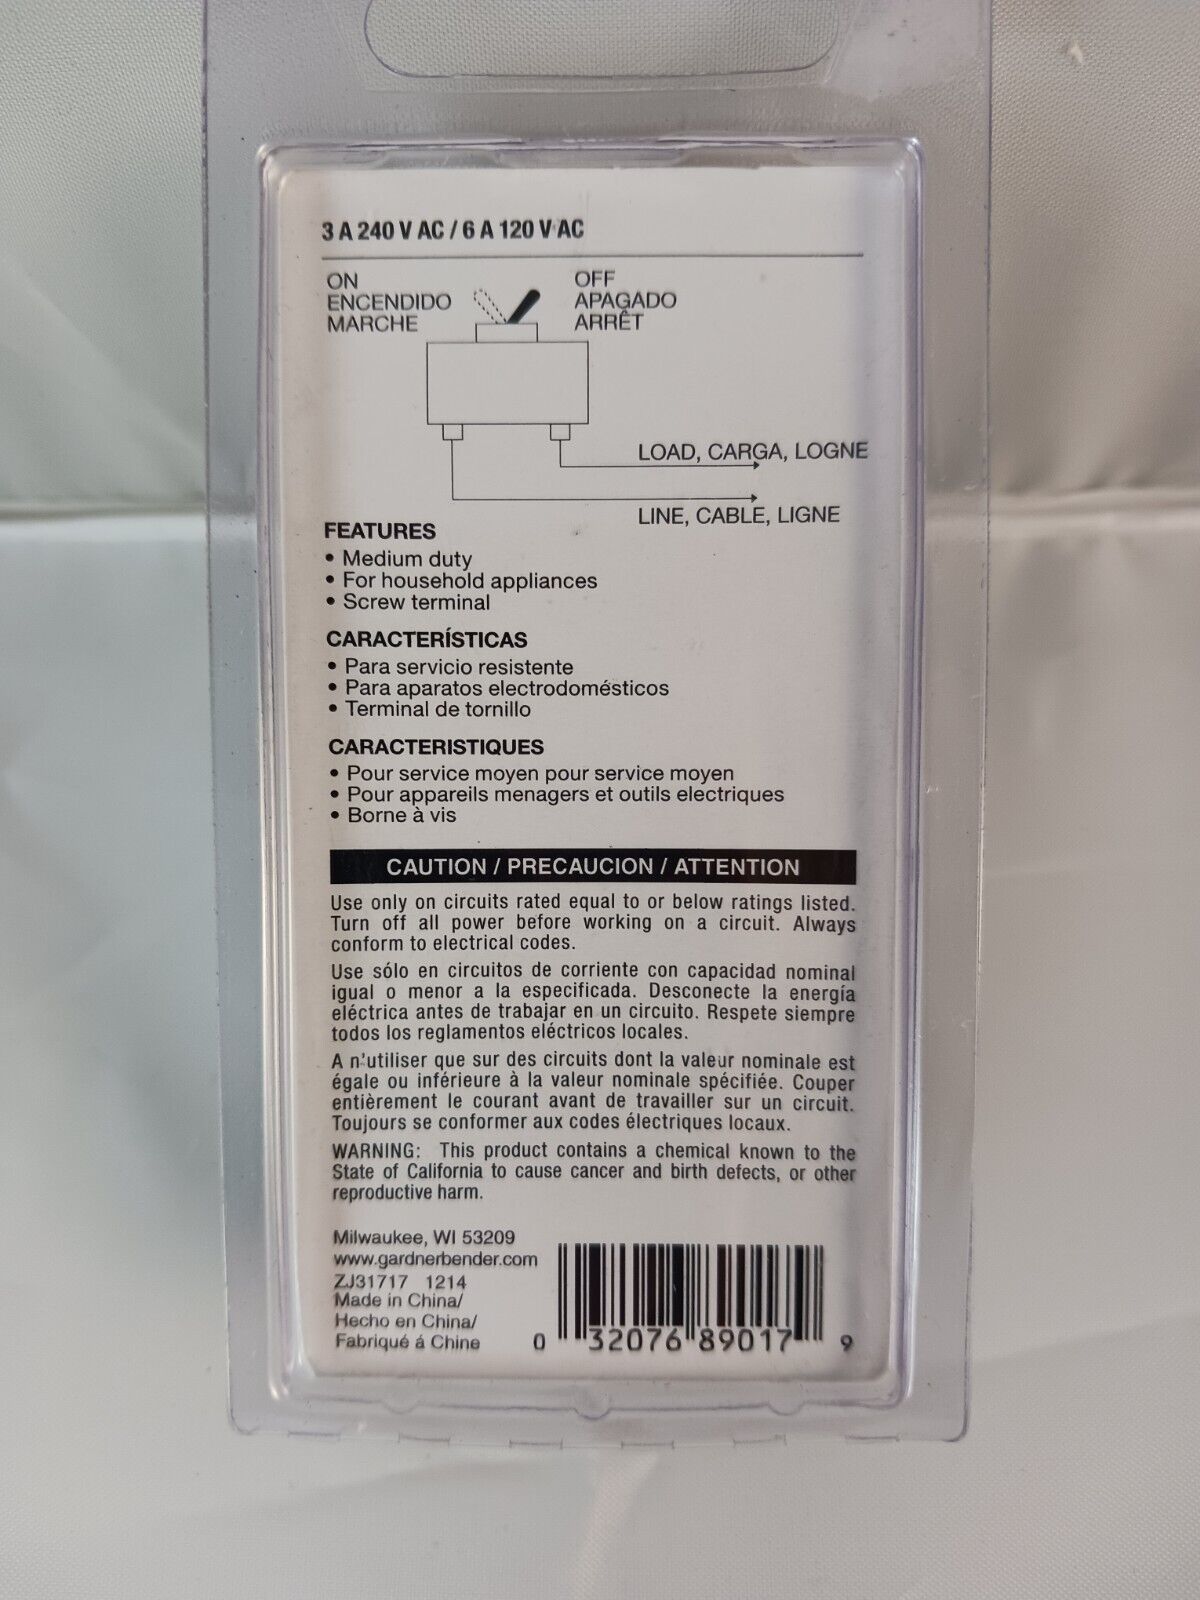 3 A 240 V AC / 6 A 120 V AC
ON
ENCENDIDO
MARCHE
OFF
APAGADO
ARRÊT
LOAD, CARGA, LOGNE
LINE, CABLE, LIGNE
FEATURES
• Medium duty
• For household appliances
• Screw terminal
CARACTERÍSTICAS
• Para servicio resistente
• Para aparatos electrodomésticos
• Terminal de tornillo
CARACTERISTIQUES
• Pour service moyen pour service moyen
• Pour appareils menagers et outils electriques
• Borne à vis
CAUTION / PRECAUCION / ATTENTION
Use only on circuits rated equal to or below ratings listed.
Turn off all power before working on a circuit. Always
conform to electrical codes.
Use sólo en circuitos de corriente con capacidad nominal
igual o menor a la especificada. Desconecte la energía
eléctrica antes de trabajar en un circuito. Respete siempre
todos los reglamentos eléctricos locales.
A n'utiliser que sur des circuits dont la valeur nominale est
égale ou inférieure à la valeur nominale spécifiée. Couper
entièrement le courant avant de travailler sur un circuit.
Toujours se conformer aux codes électriques locaux.
WARNING: This product contains a chemical known to the
State of California to cause cancer and birth defects, or other
reproductive harm.
Milwaukee, WI 53209
www.gardnerbender.com
ZJ31717 1214
Made in China/
Hecho en China/
Fabriqué á Chine
0 32076 89017 9